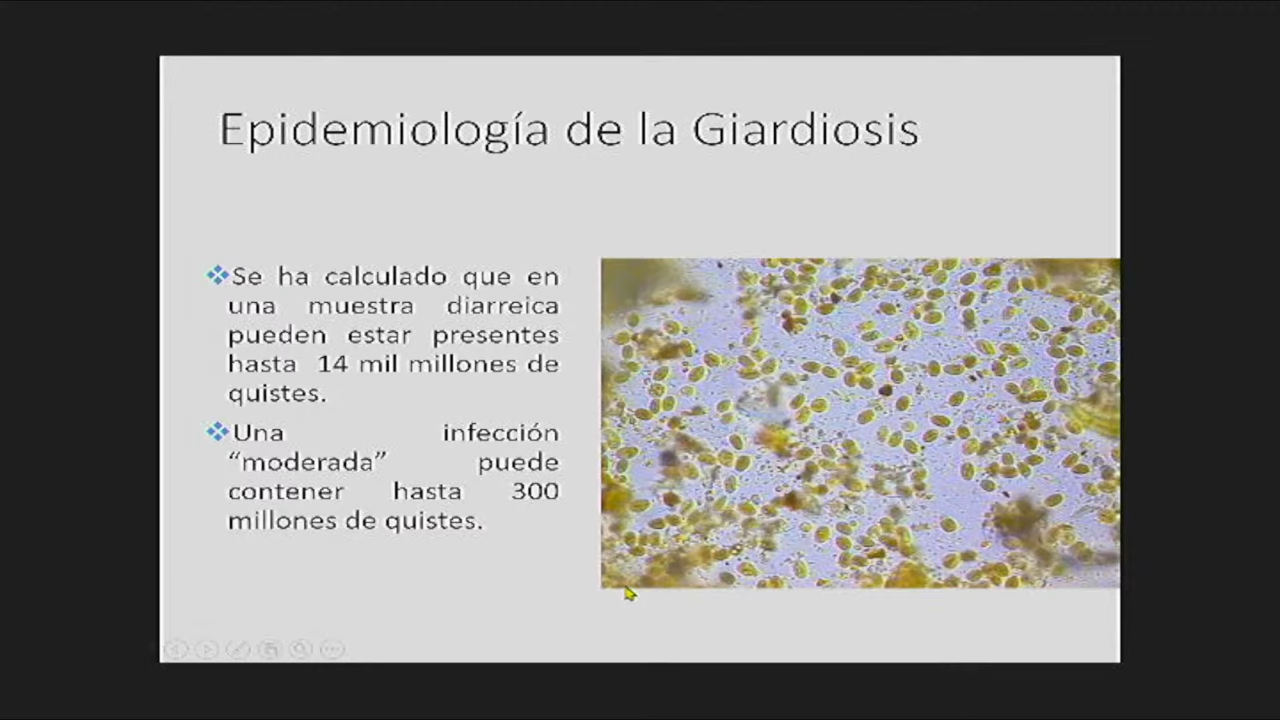 Epidemiología de la Giardiosis
Se ha calculado que en
una muestra diarreica
pueden estar presentes
hasta 14 mil millones de
quistes.
Una infección
“moderada” puede
contener hasta 300
millones de quistes.